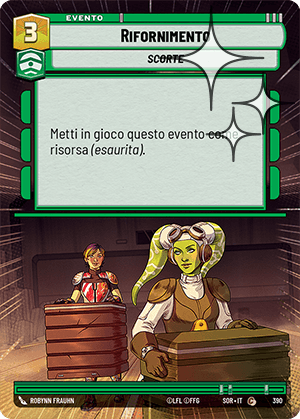 EVENTO
3
RIFORNIMENTO
SCORTE
Metti in gioco questo evento come
risorsa (esaurita).
ROBYNN FRAUHN
©LFL ©FFG
SOR • IT
C
390